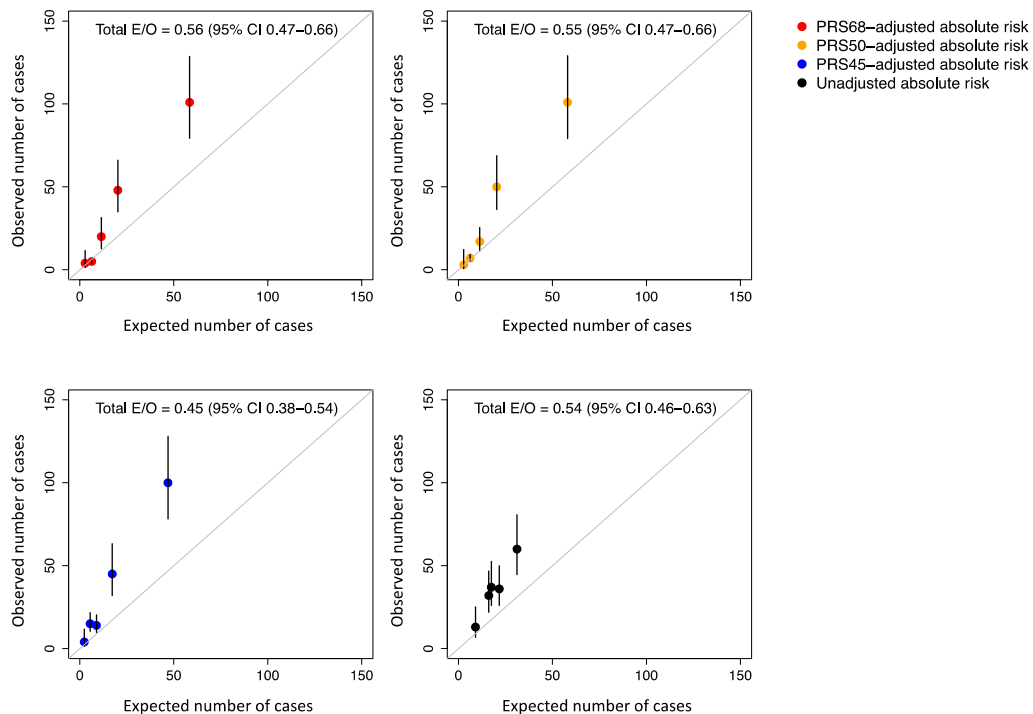 Total E/O = 0.56 (95% CI 0.47−0.66)
150
100
50
0
Observed number of cases
0 50 100 150
Expected number of cases
Total E/O = 0.55 (95% CI 0.47−0.66)
150
100
50
0
Observed number of cases
0 50 100 150
Expected number of cases
PRS68−adjusted absolute risk
PRS50−adjusted absolute risk
PRS45−adjusted absolute risk
Unadjusted absolute risk
Total E/O = 0.45 (95% CI 0.38−0.54)
150
100
50
0
Observed number of cases
0 50 100 150
Expected number of cases
Total E/O = 0.54 (95% CI 0.46−0.63)
150
100
50
0
Observed number of cases
0 50 100 150
Expected number of cases